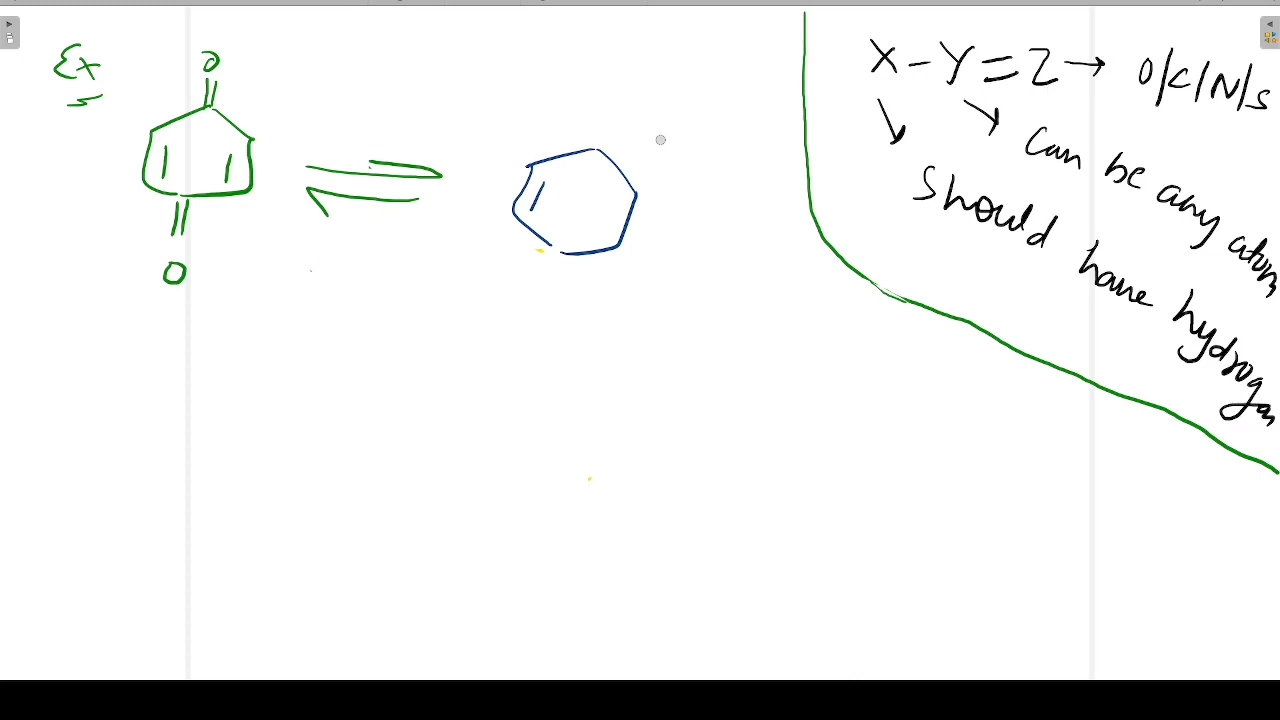 Ex
O
O
X - Y = Z → O/C/N/S
can be any atom
should have hydrogen